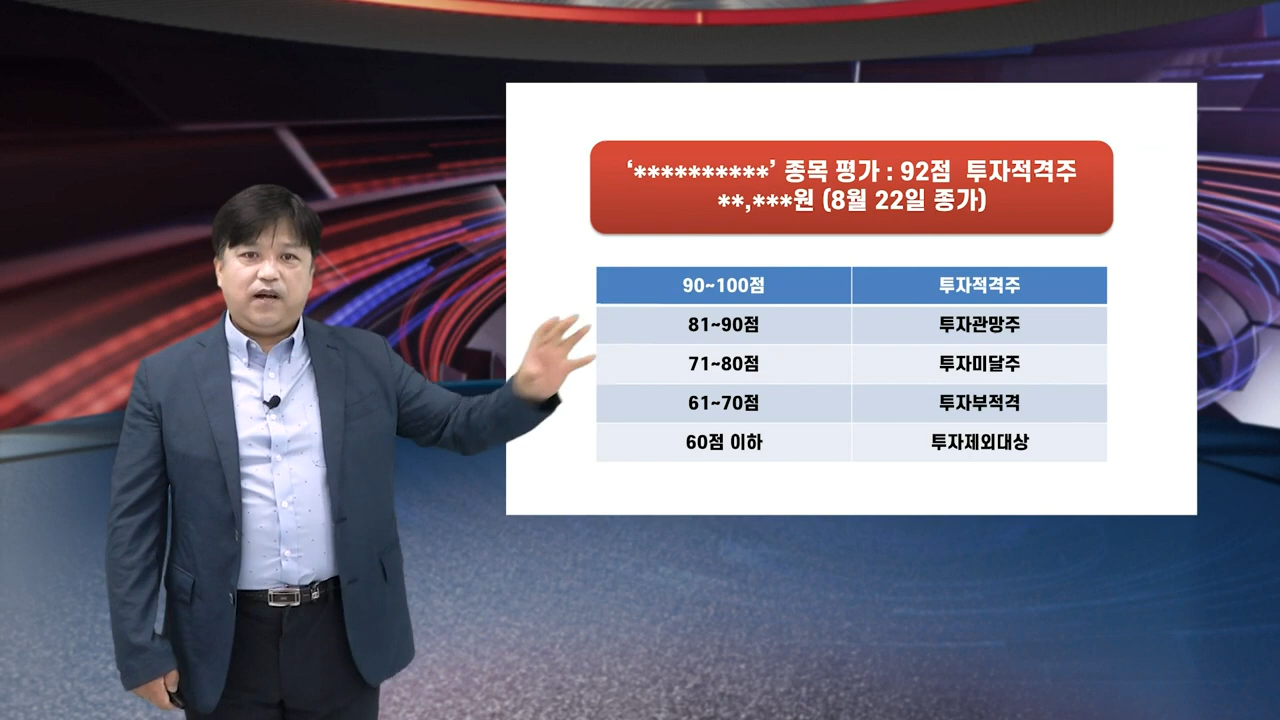 ‘**********’ 종목 평가 : 92점 투자적격주
**,***원 (8월 22일 종가)
90~100점 투자적격주
81~90점 투자관망주
71~80점 투자미달주
61~70점 투자부적격
60점 이하 투자제외대상